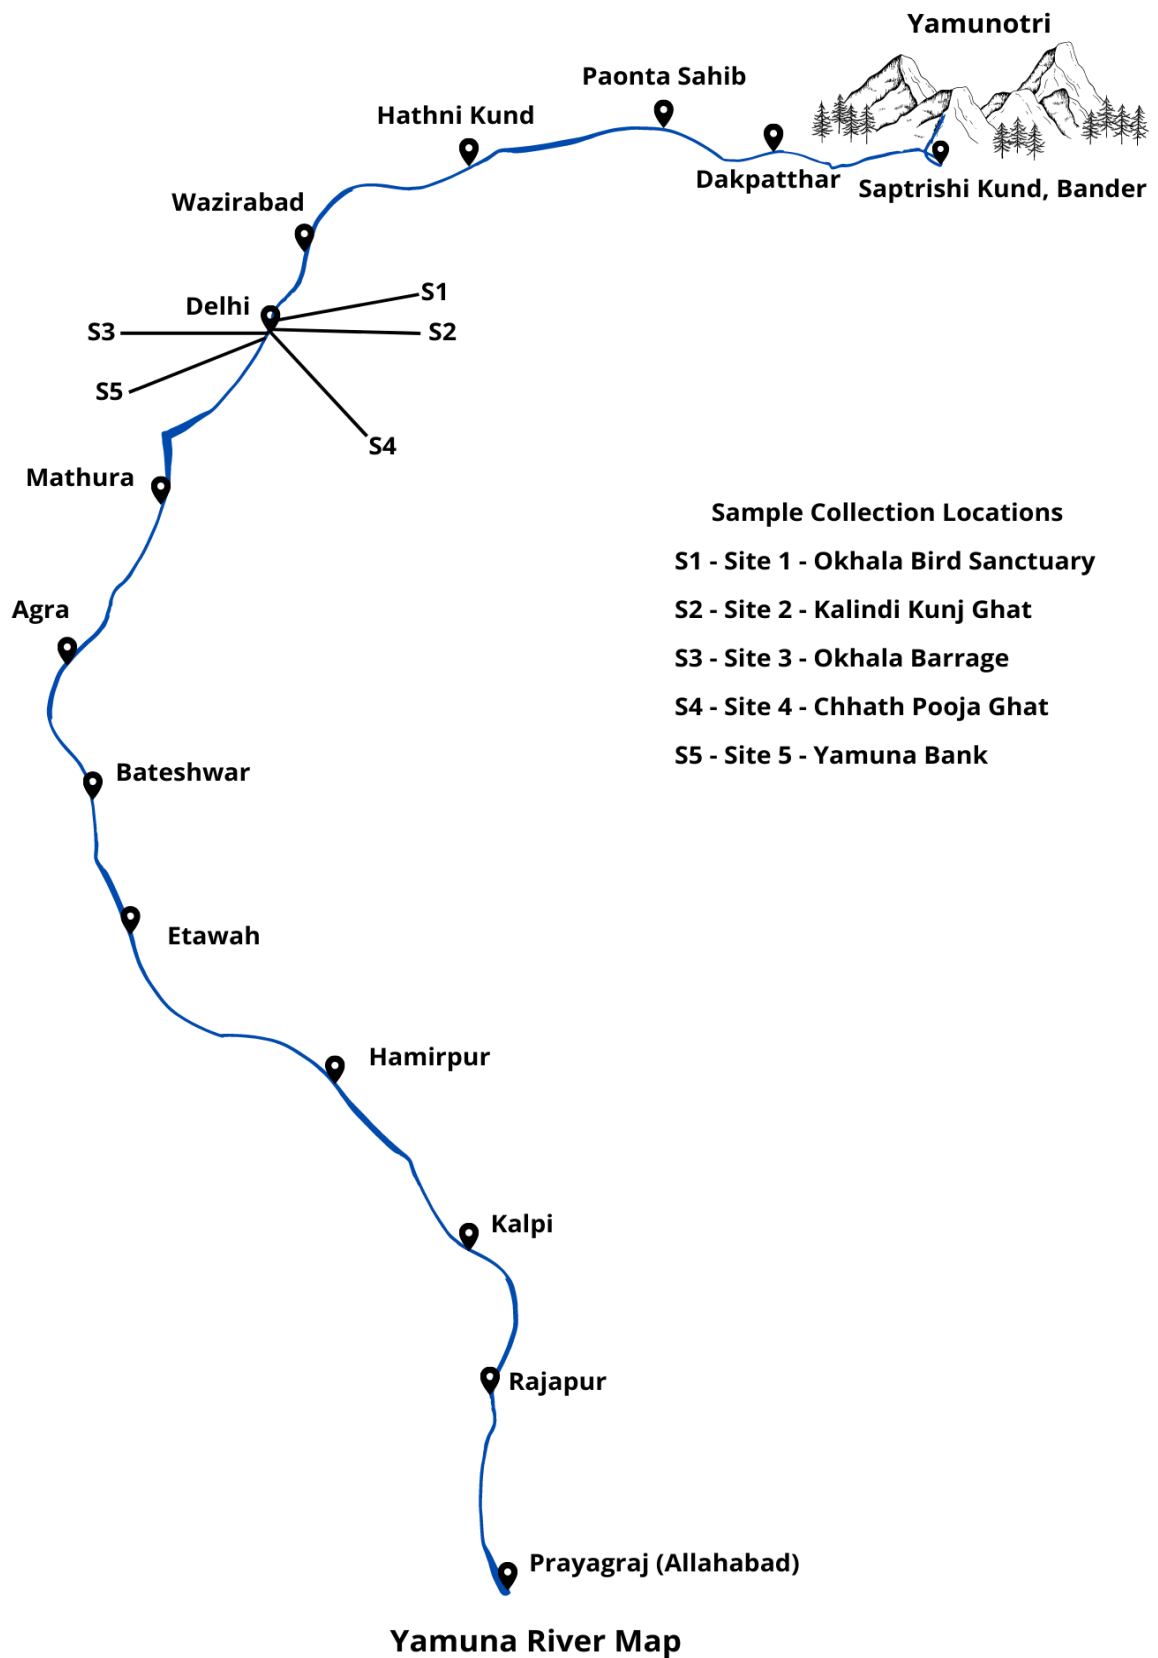 Yamunotri
Paonta Sahib
Hathni Kund
Dakpatthar
Saptrishi Kund, Bander
Wazirabad
Delhi
S1
S2
S3
S5
S4
Mathura
Sample Collection Locations
S1 - Site 1 - Okhala Bird Sanctuary
S2 - Site 2 - Kalindi Kunj Ghat
S3 - Site 3 - Okhala Barrage
S4 - Site 4 - Chhath Pooja Ghat
S5 - Site 5 - Yamuna Bank
Agra
Bateshwar
Etawah
Hamirpur
Kalpi
Rajapur
Prayagraj (Allahabad)
Yamuna River Map